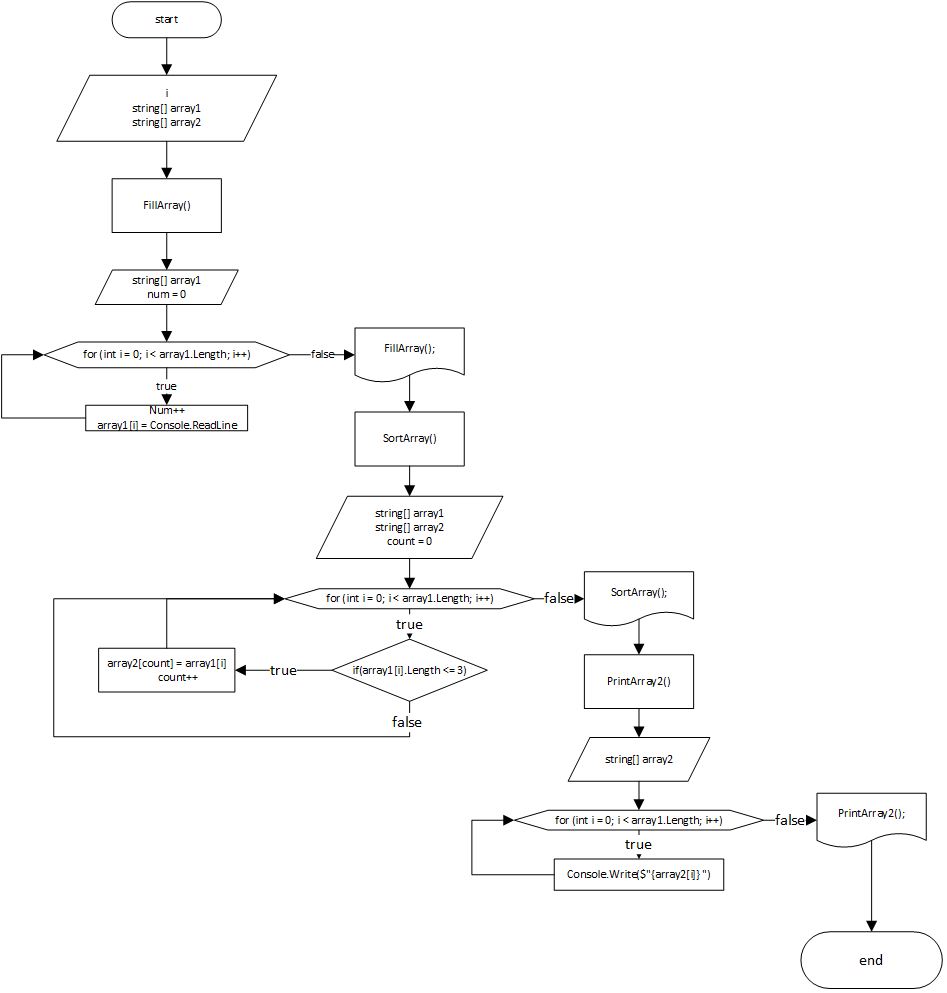 start
i
string[] array1
string[] array2
FillArray()
string[] array1
num = 0
for (int i = 0; i < array1.Length; i++)
false
FillArray();
true
Num++
array1[i] = Console.ReadLine
SortArray()
string[] array1
string[] array2
count = 0
for (int i = 0; i < array1.Length; i++)
false
SortArray();
true
if(array1[i].Length <= 3)
true
array2[count] = array1[i]
count++
false
PrintArray2()
string[] array2
for (int i = 0; i < array1.Length; i++)
false
PrintArray2();
true
Console.Write($"{array2[i]} ")
end